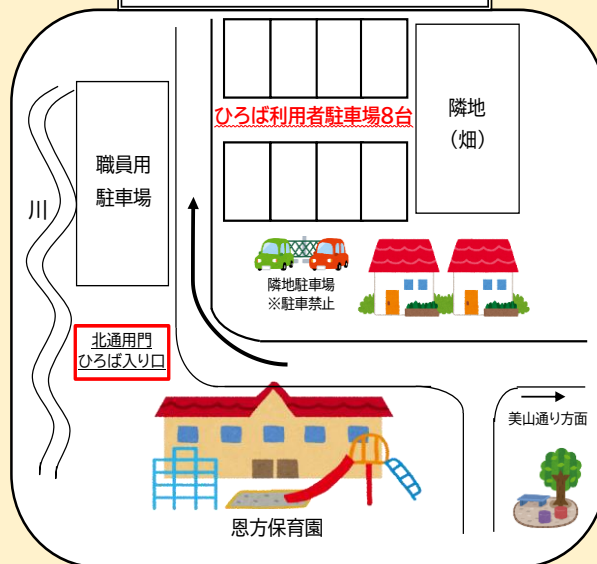 ひろば利用者駐車場8台
隣地
(畑)
職員用
駐車場
川
隣地駐車場
※駐車禁止
北通用門
ひろば入り口
美山通り方面
恩方保育園